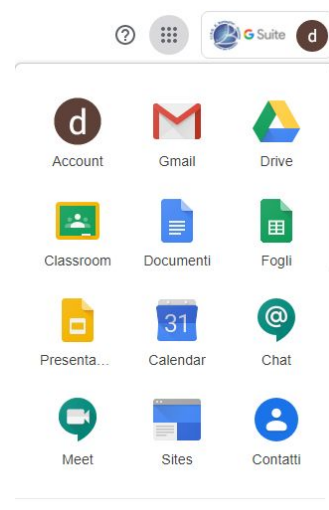 G Suite d
d
Account Gmail Drive
Classroom Documenti Fogli
31 @
Presenta... Calendar Chat
Meet Sites Contatti